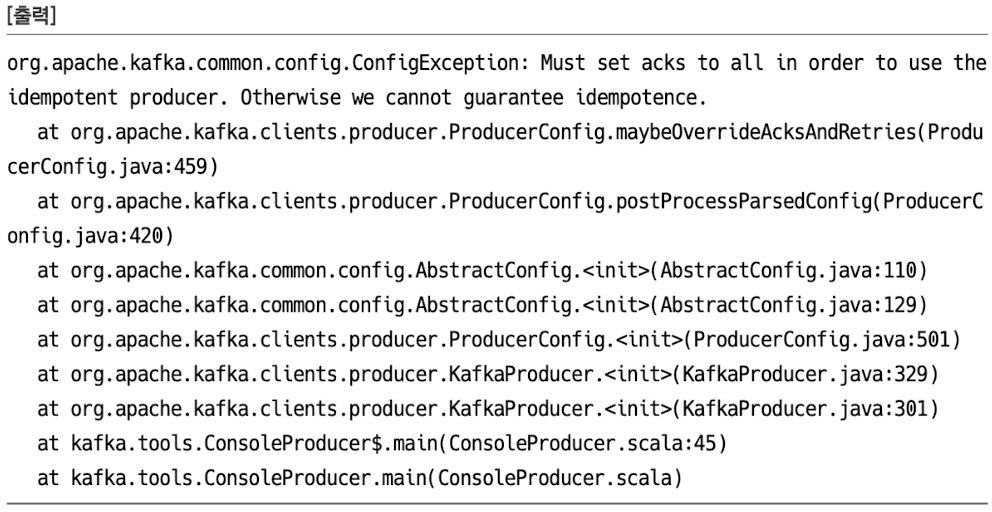 [출력]
org.apache.kafka.common.config.ConfigException: Must set acks to all in order to use the
idempotent producer. Otherwise we cannot guarantee idempotence.
at org.apache.kafka.clients.producer.ProducerConfig.maybeOverrideAcksAndRetries(Produ
cerConfig.java:459)
at org.apache.kafka.clients.producer.ProducerConfig.postProcessParsedConfig(ProducerC
onfig.java:420)
at org.apache.kafka.common.config.AbstractConfig.<init>(AbstractConfig.java:110)
at org.apache.kafka.common.config.AbstractConfig.<init>(AbstractConfig.java:129)
at org.apache.kafka.clients.producer.ProducerConfig.<init>(ProducerConfig.java:501)
at org.apache.kafka.clients.producer.KafkaProducer.<init>(KafkaProducer.java:329)
at org.apache.kafka.clients.producer.KafkaProducer.<init>(KafkaProducer.java:301)
at kafka.tools.ConsoleProducer$.main(ConsoleProducer.scala:45)
at kafka.tools.ConsoleProducer.main(ConsoleProducer.scala)